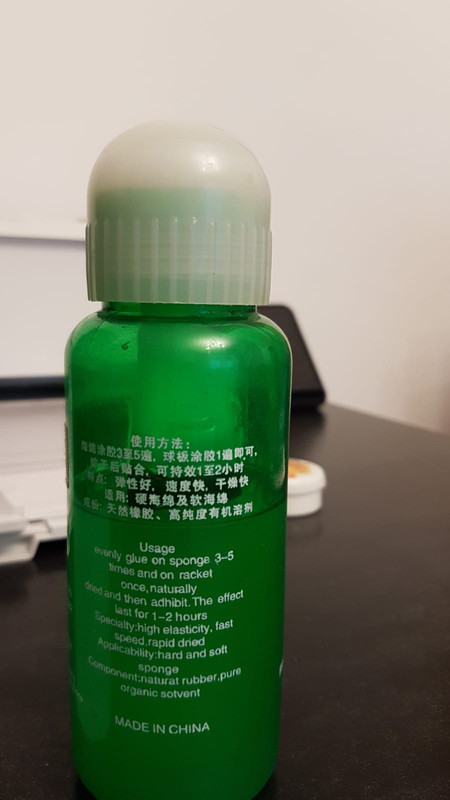 使用方法：
海绵涂胶3至5遍，球板涂胶1遍即可，
干后贴合，可持效1至2小时
特点：弹性好，速度快，干燥快
适用：硬海绵及软海绵
成份：天然橡胶、高纯度有机溶剂
Usage
evenly glue on sponge 3-5
times and on racket
once,naturally
dried and then adhibit.The effect
last for 1-2 hours
Specialty:high elasticity, fast
speed.rapid dried
Applicability:hard and soft
sponge
Component:naturat rubber,pure
organic sotvent
MADE IN CHINA